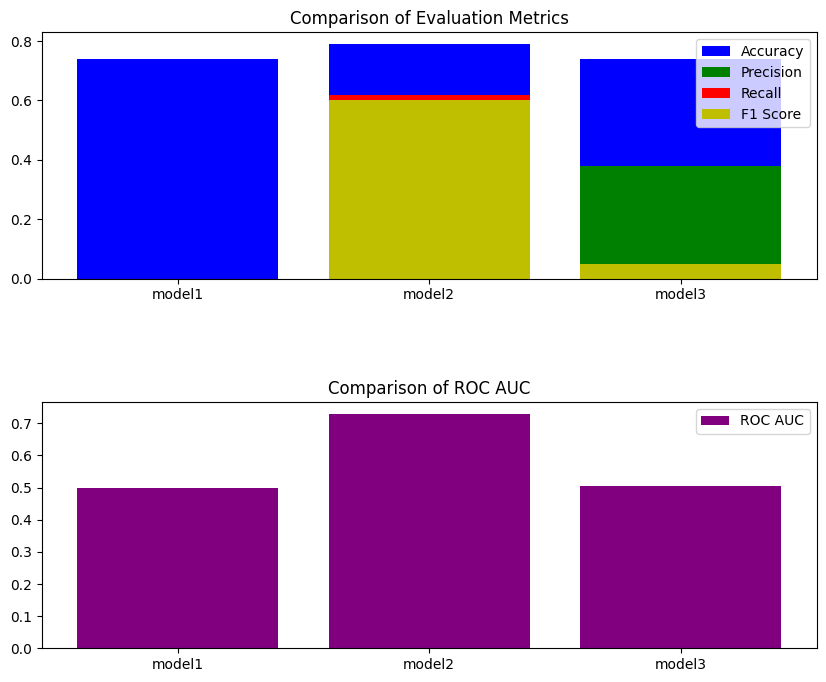 Comparison of Evaluation Metrics
0.8
0.6
0.4
0.2
0.0
Accuracy
Precision
Recall
F1 Score
model1
model2
model3
Comparison of ROC AUC
0.7
0.6
0.5
0.4
0.3
0.2
0.1
0.0
ROC AUC
model1
model2
model3